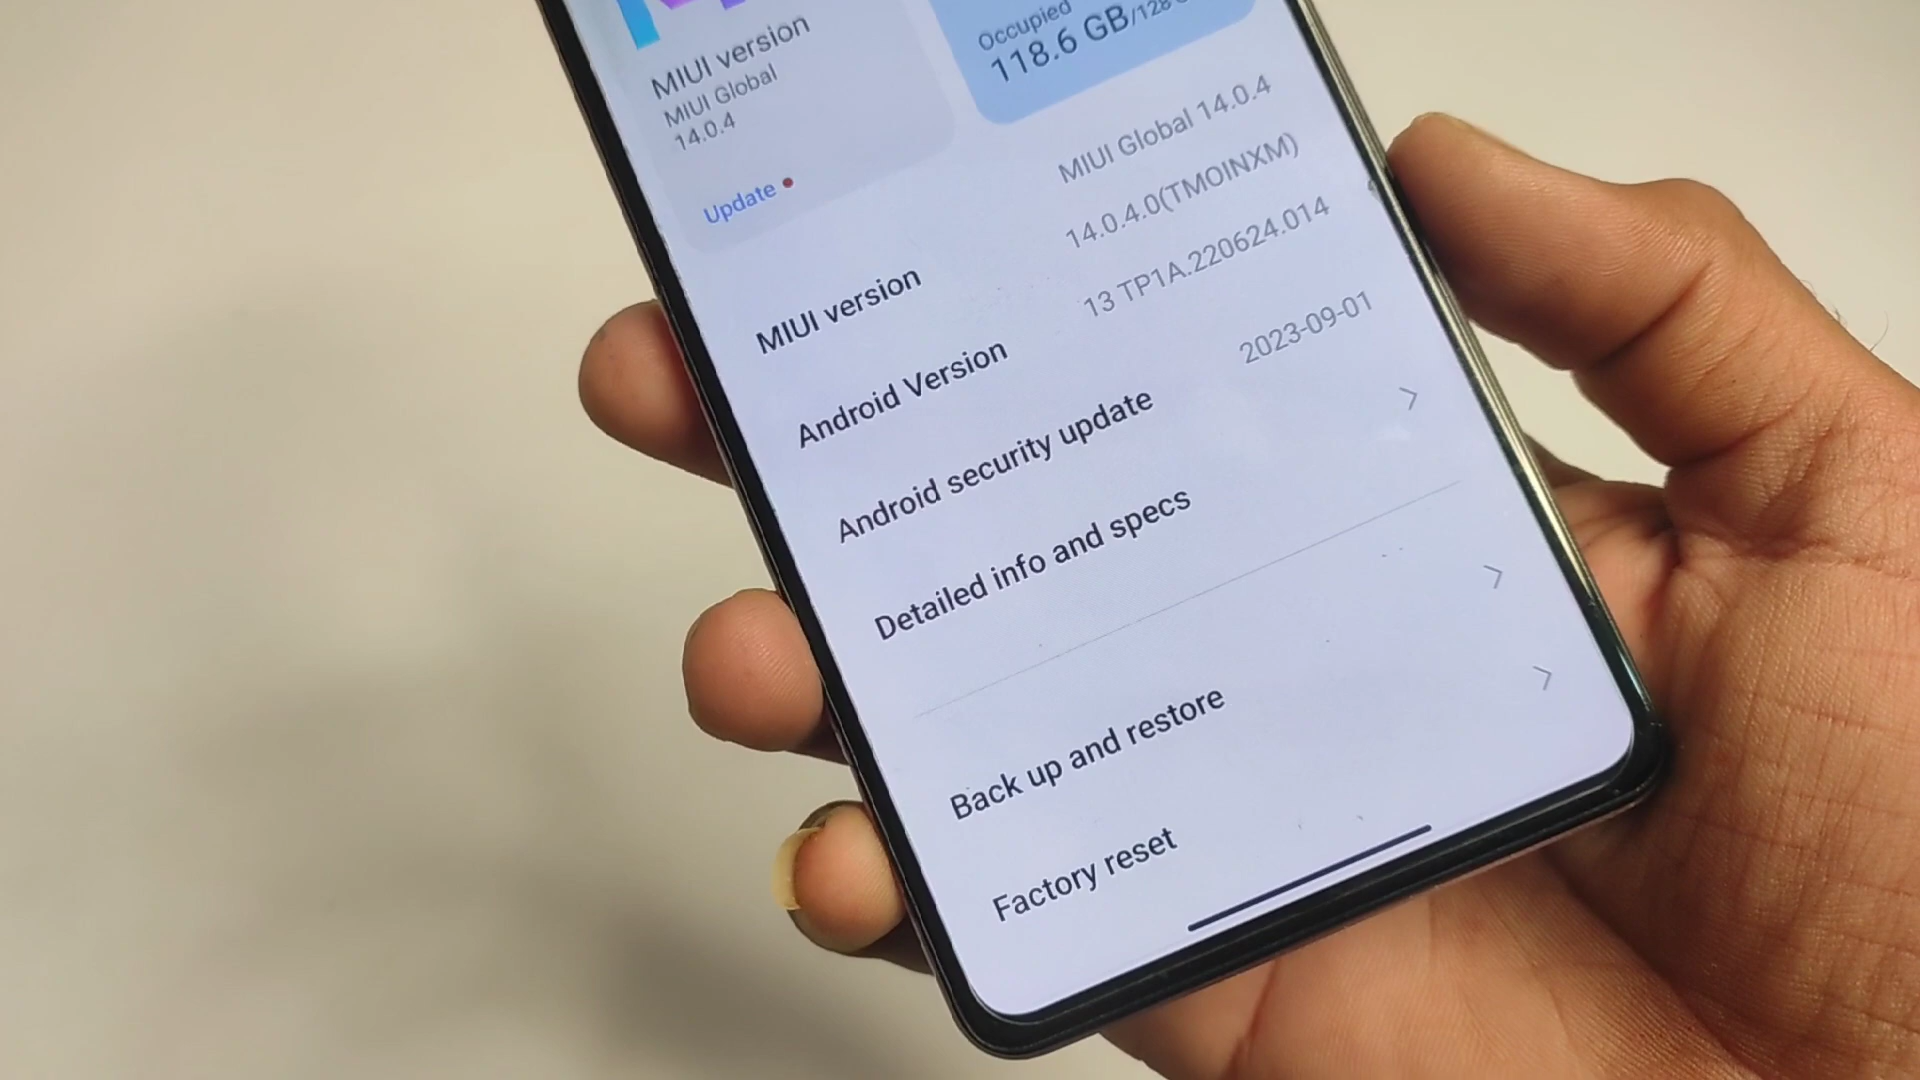 MIUI version
MIUI Global
14.0.4
Update
Occupied
118.6 GB/128
MIUI version
MIUI Global 14.0.4
14.0.4.0(TMOINXM)
Android Version
13 TP1A.220624.014
Android security update
2023-09-01
Detailed info and specs
Back up and restore
Factory reset